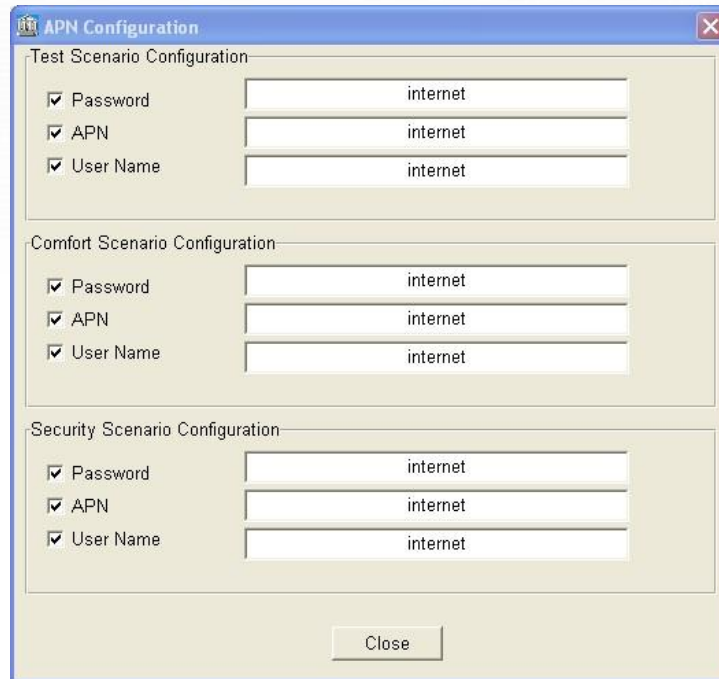 APN Configuration
Test Scenario Configuration
Password internet
APN internet
User Name internet
Comfort Scenario Configuration
Password internet
APN internet
User Name internet
Security Scenario Configuration
Password internet
APN internet
User Name internet
Close